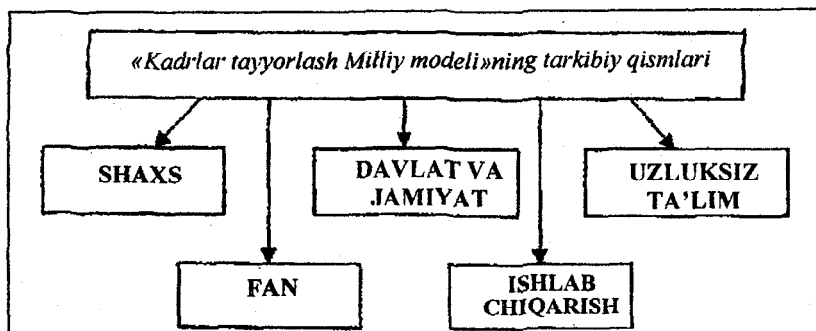 «Kadrlar tayyorlash Milliy modeli»ning tarkibiy qismlari
SHAXS
DAVLAT VA
JAMIYAT
UZLUKSIZ
TA’LIM
FAN
ISHLAB
CHIQARISH